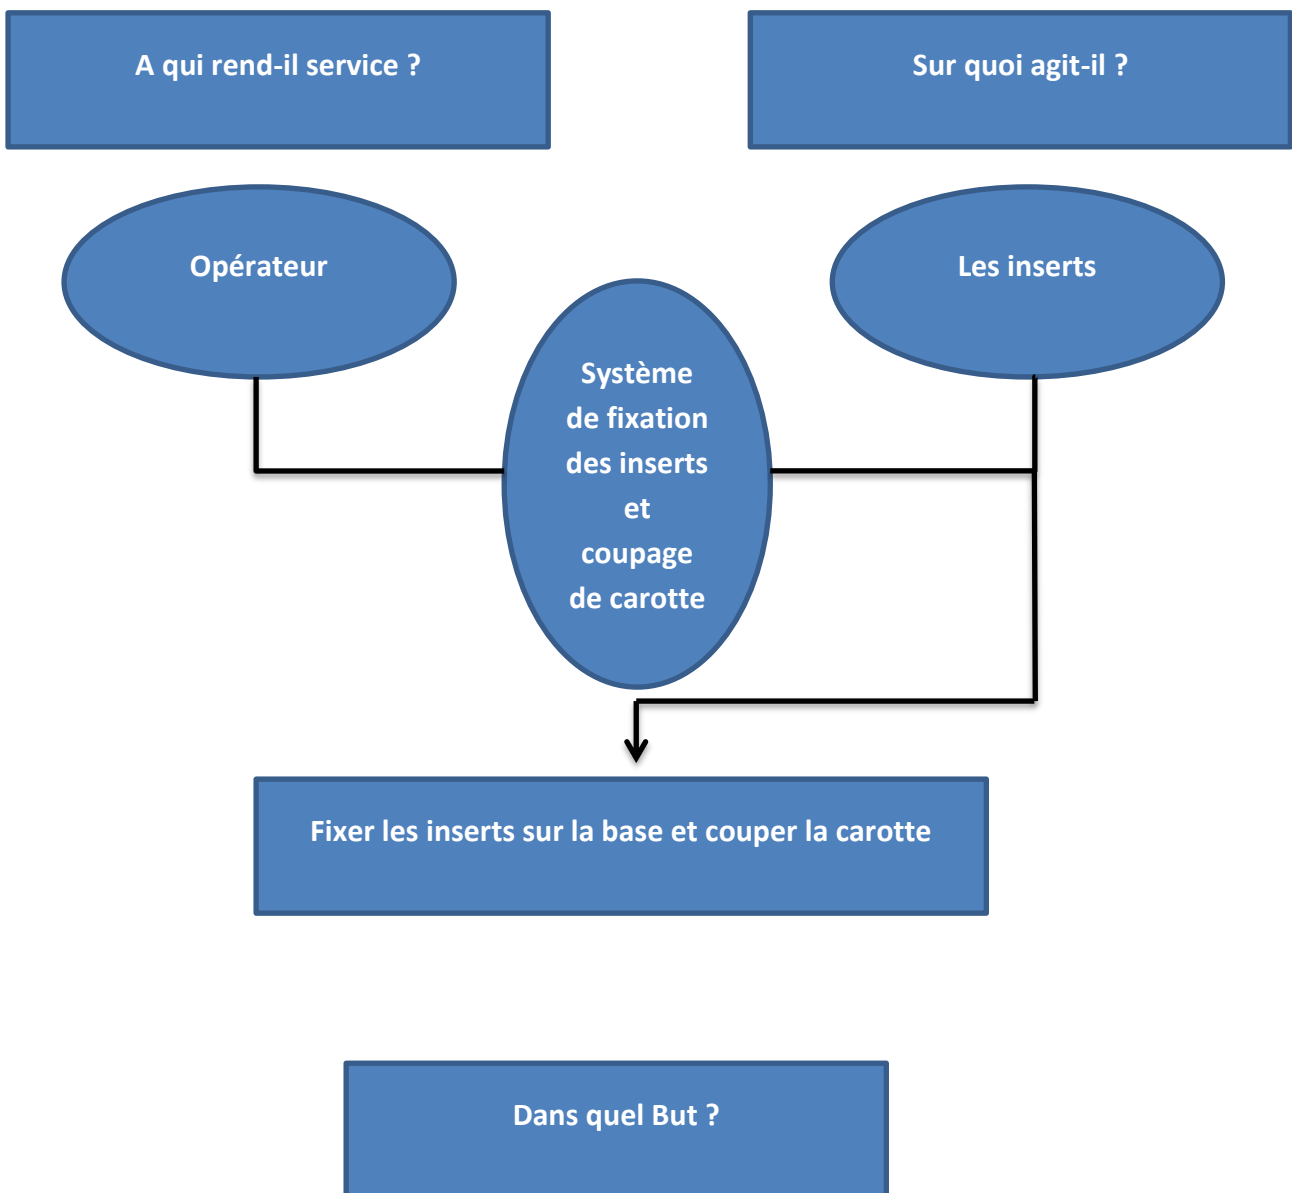 A qui rend-il service ?
Sur quoi agit-il ?
Opérateur
Les inserts
Système
de fixation
des inserts
et
coupage
de carotte
Fixer les inserts sur la base et couper la carotte
Dans quel But ?